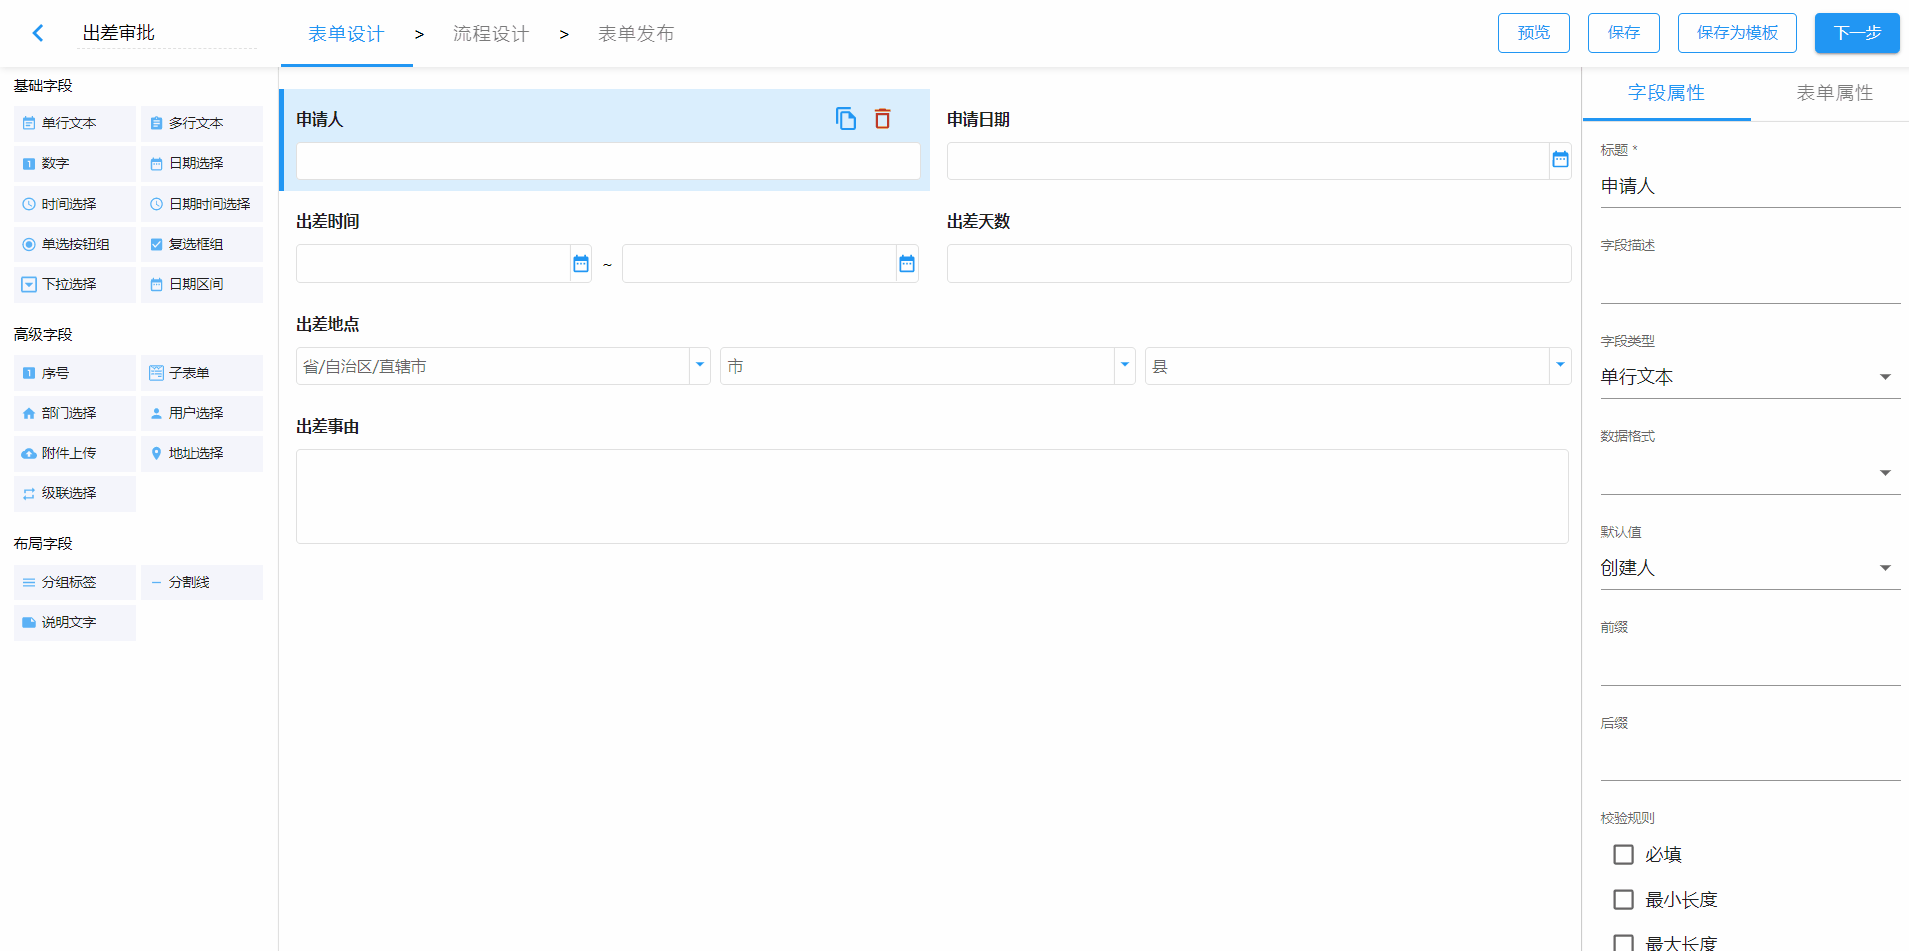 出差审批
表单设计 > 流程设计 > 表单发布
预览 保存 保存为模板 下一步
基础字段
单行文本 多行文本
数字 日期选择
时间选择 日期时间选择
单选按钮组 复选框组
下拉选择 日期区间
高级字段
序号 子表单
部门选择 用户选择
附件上传 地址选择
级联选择
布局字段
分组标签 分割线
说明文字
申请人 申请日期
出差时间 出差天数
~
出差地点
省/自治区/直辖市 市 县
出差事由
字段属性 表单属性
标题 *
申请人
字段描述
字段类型
单行文本
数据格式
默认值
创建人
前缀
后缀
校验规则
必填
最小长度
最大长度